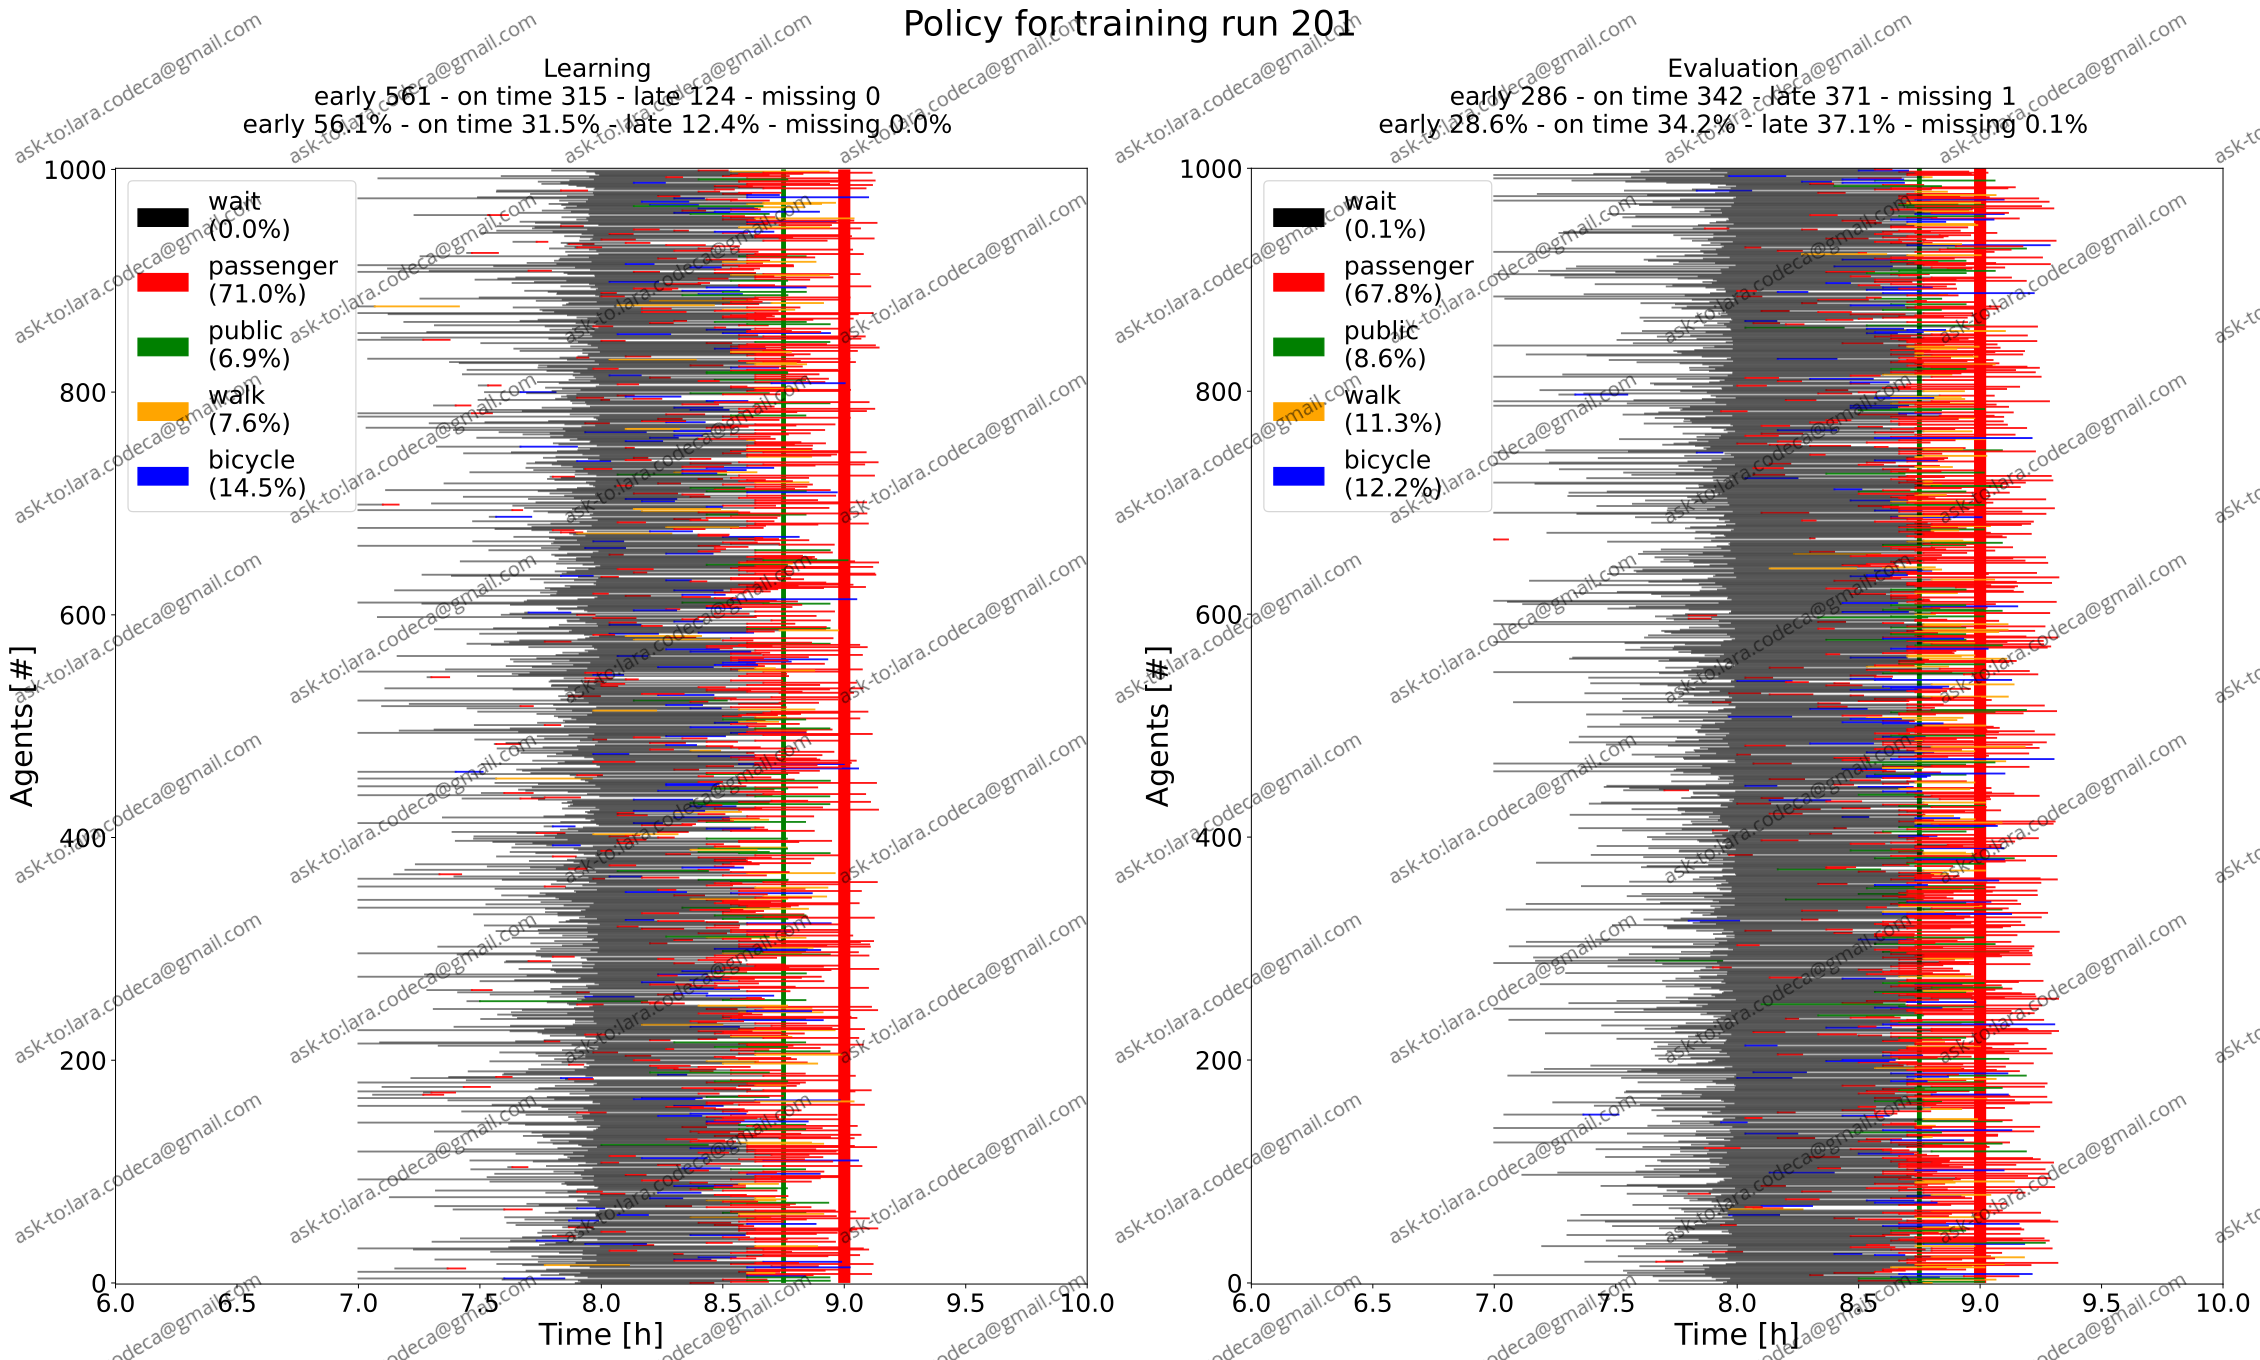 Policy for training run 201
Learning
early 561 - on time 315 - late 124 - missing 0
early 56.1% - on time 31.5% - late 12.4% - missing 0.0%
1000
800
600
400
200
0
Agents [#]
wait
(0.0%)
passenger
(71.0%)
public
(6.9%)
walk
(7.6%)
bicycle
(14.5%)
6.0 6.5 7.0 7.5 8.0 8.5 9.0 9.5 10.0
Time [h]
Evaluation
early 286 - on time 342 - late 371 - missing 1
early 28.6% - on time 34.2% - late 37.1% - missing 0.1%
1000
800
600
400
200
0
Agents [#]
wait
(0.1%)
passenger
(67.8%)
public
(8.6%)
walk
(11.3%)
bicycle
(12.2%)
6.0 6.5 7.0 7.5 8.0 8.5 9.0 9.5 10.0
Time [h]
ask-to:lara.codeca@gmail.com